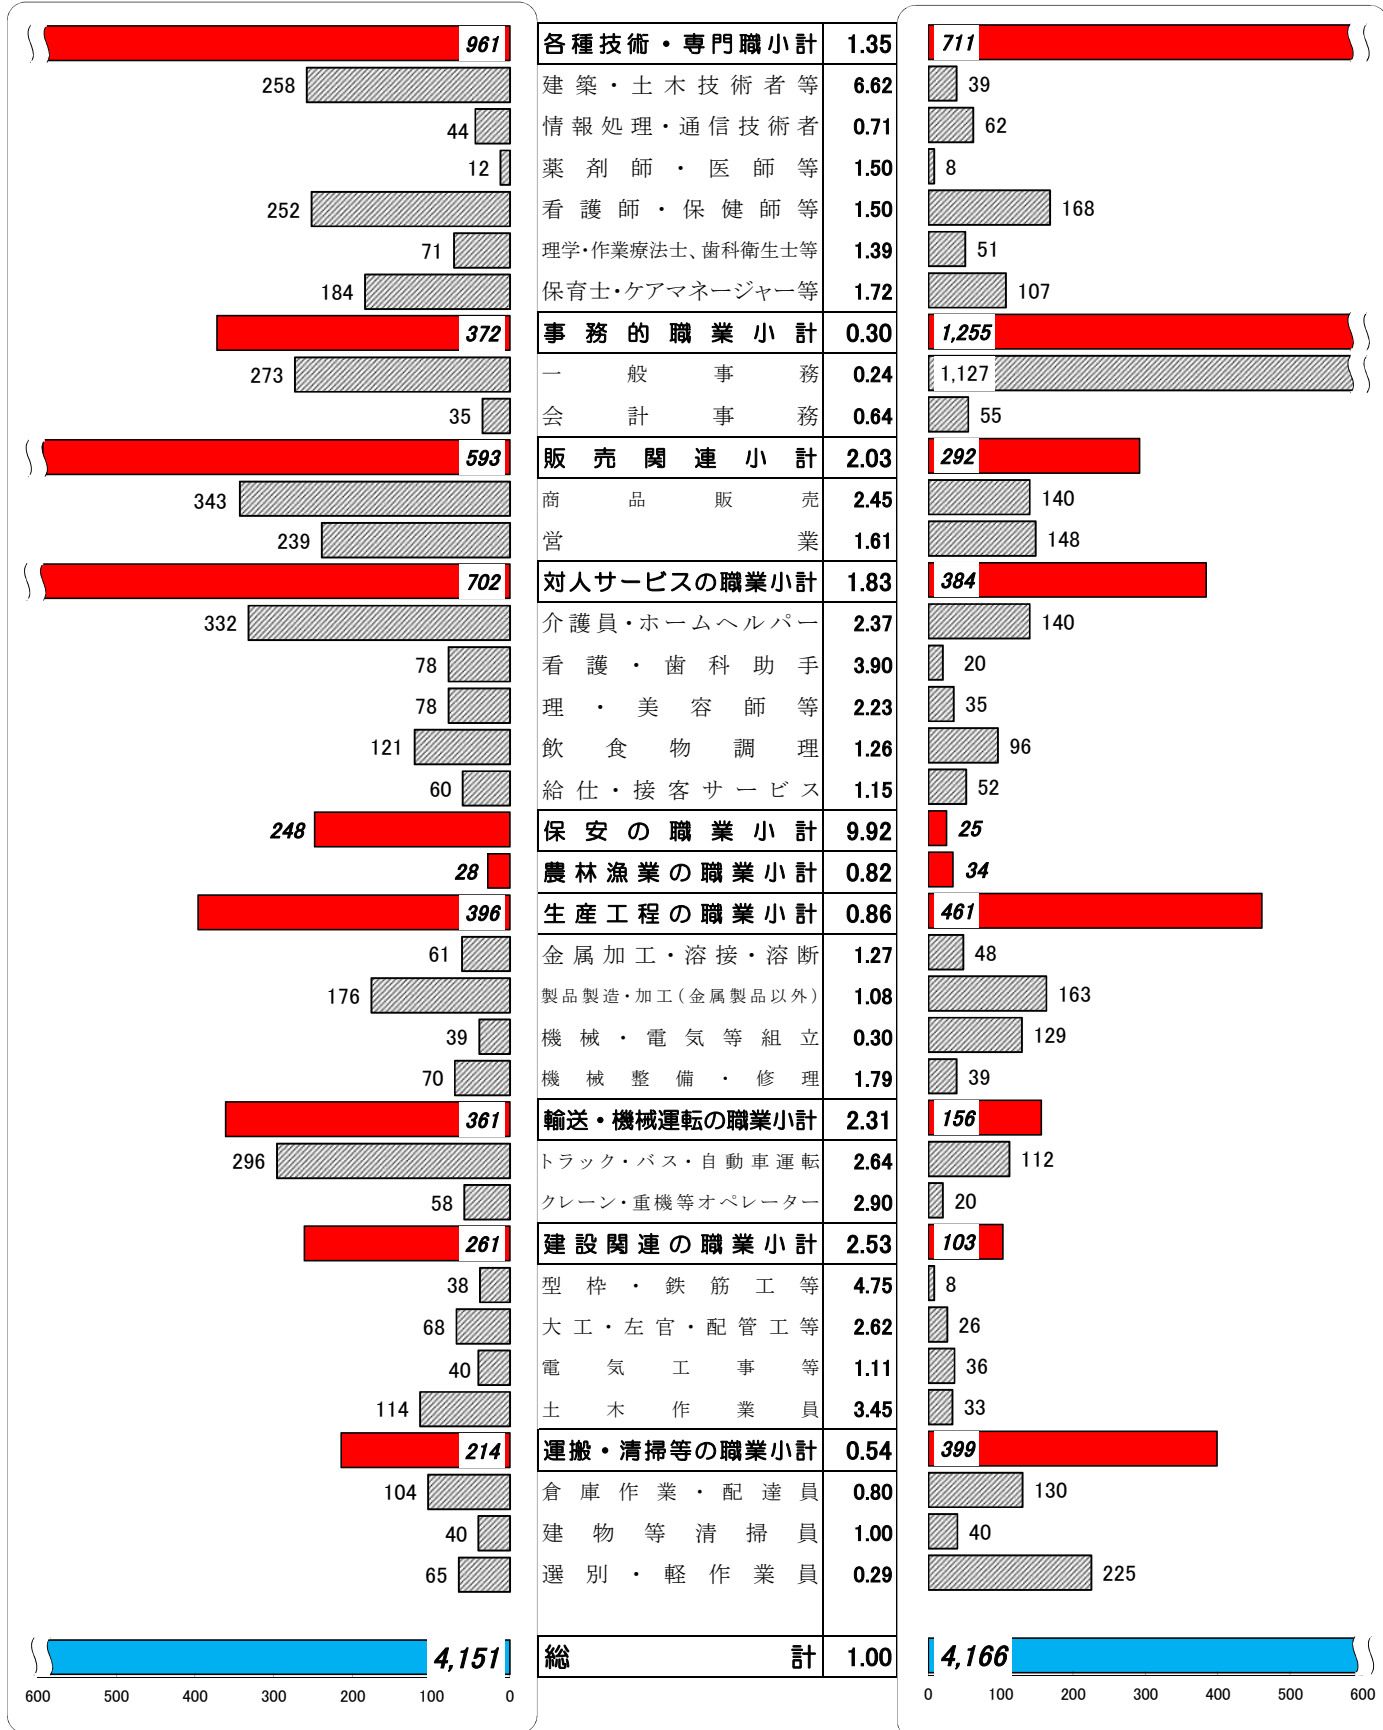 961 各種技術・専門職小計 1.35 711
258 建築・土木技術者等 6.62 39
44 情報処理・通信技術者 0.71 62
12 薬剤師・医師等 1.50 8
252 看護師・保健師等 1.50 168
71 理学・作業療法士、歯科衛生士等 1.39 51
184 保育士・ケアマネージャー等 1.72 107
372 事務的職業小計 0.30 1,255
273 一般事務 0.24 1,127
35 会計事務 0.64 55
593 販売関連小計 2.03 292
343 商品販売 2.45 140
239 営業 1.61 148
702 対人サービスの職業小計 1.83 384
332 介護員・ホームヘルパー 2.37 140
78 看護・歯科助手 3.90 20
78 理・美容師等 2.23 35
121 飲食物調理 1.26 96
60 給仕・接客サービス 1.15 52
248 保安の職業小計 9.92 25
28 農林漁業の職業小計 0.82 34
396 生産工程の職業小計 0.86 461
61 金属加工・溶接・溶断 1.27 48
176 製品製造・加工(金属製品以外) 1.08 163
39 機械・電気等組立 0.30 129
70 機械整備・修理 1.79 39
361 輸送・機械運転の職業小計 2.31 156
296 トラック・バス・自動車運転 2.64 112
58 クレーン・重機等オペレーター 2.90 20
261 建設関連の職業小計 2.53 103
38 型枠・鉄筋工等 4.75 8
68 大工・左官・配管工等 2.62 26
40 電気工事等 1.11 36
114 土木作業員 3.45 33
214 運搬・清掃等の職業小計 0.54 399
104 倉庫作業・配達員 0.80 130
40 建物等清掃員 1.00 40
65 選別・軽作業員 0.29 225
4,151 総計 1.00 4,166
600 500 400 300 200 100 0 0 100 200 300 400 500 600